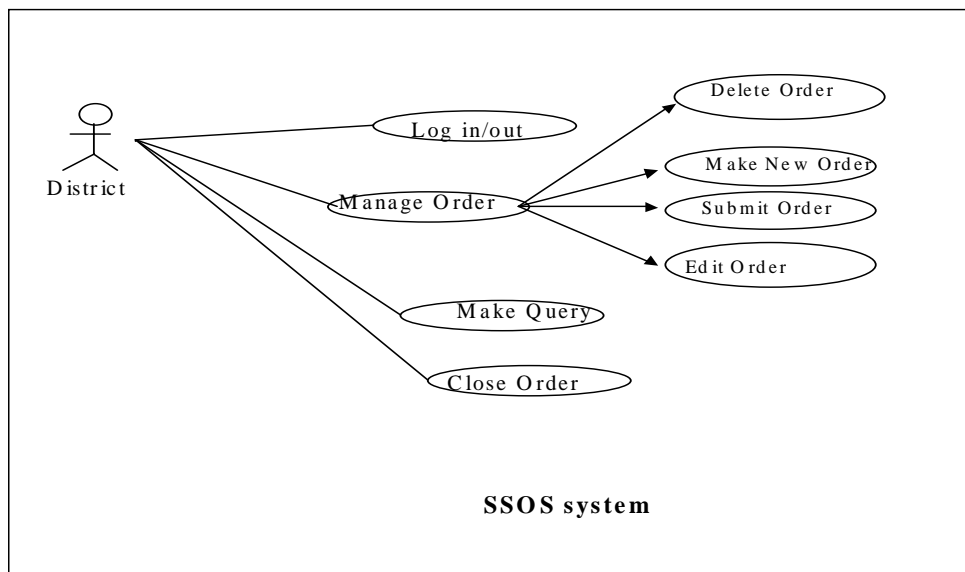 Delete Order
Log in/out
Make New Order
District
Manage Order
Submit Order
Edit Order
Make Query
Close Order
SSOS system